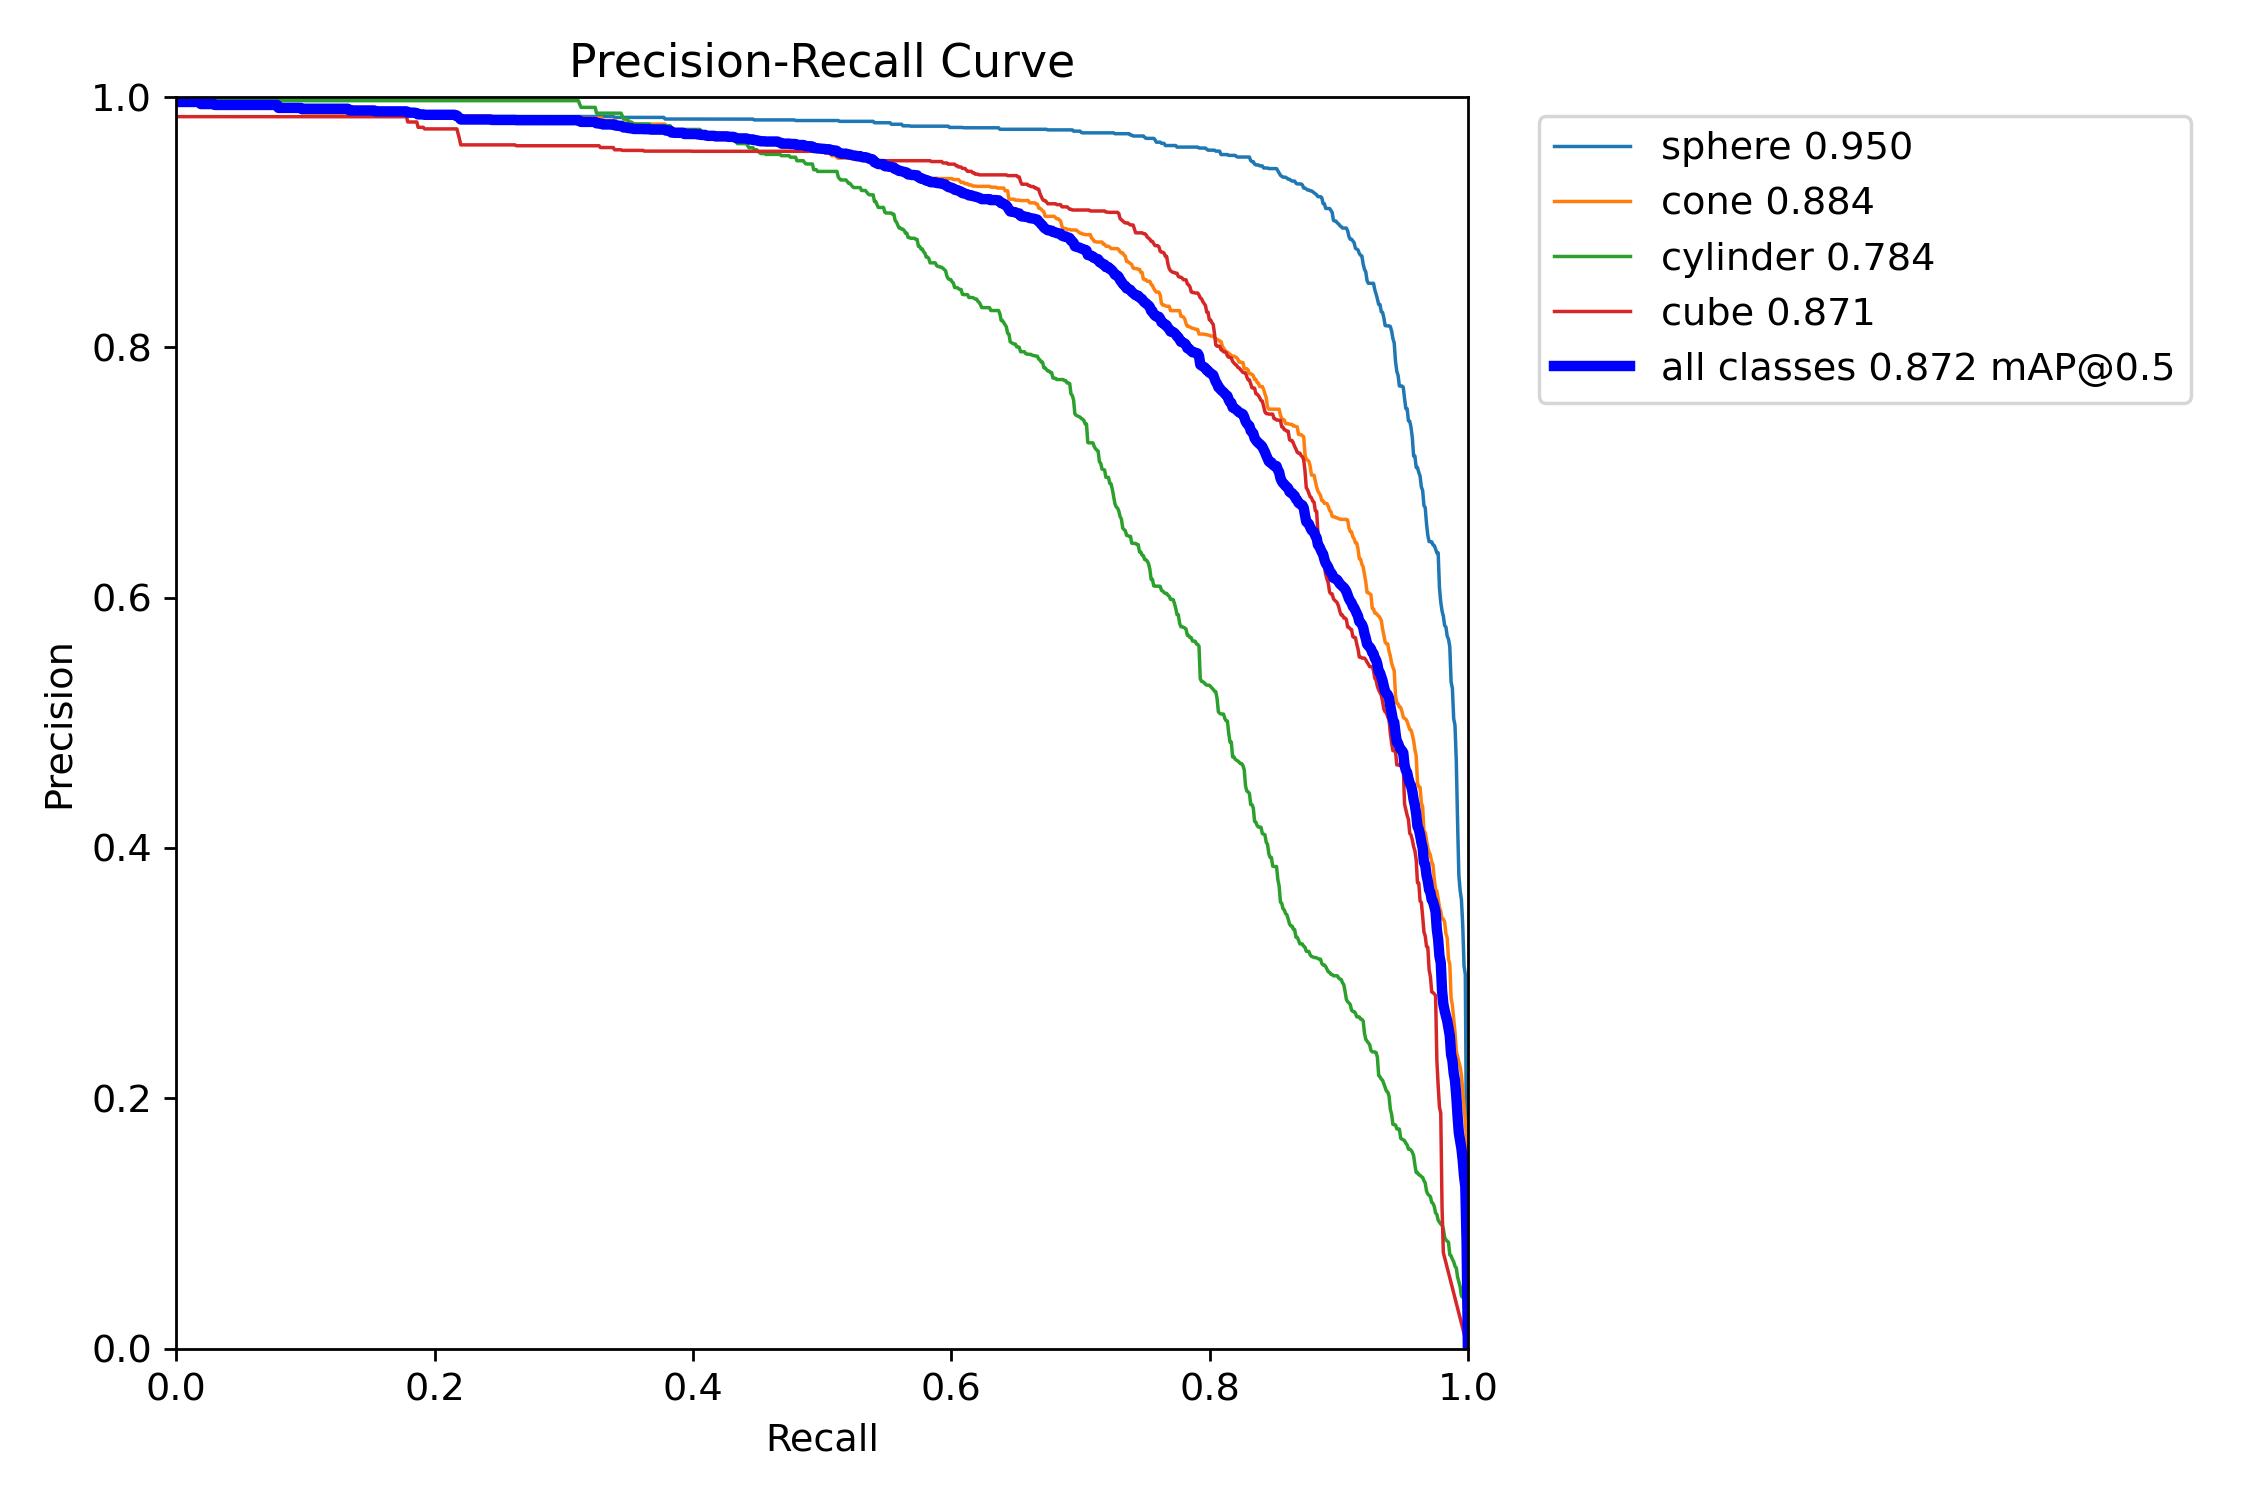 Precision-Recall Curve
1.0
0.8
0.6
0.4
0.2
0.0
Precision
0.0 0.2 0.4 0.6 0.8 1.0
Recall
sphere 0.950
cone 0.884
cylinder 0.784
cube 0.871
all classes 0.872 mAP@0.5